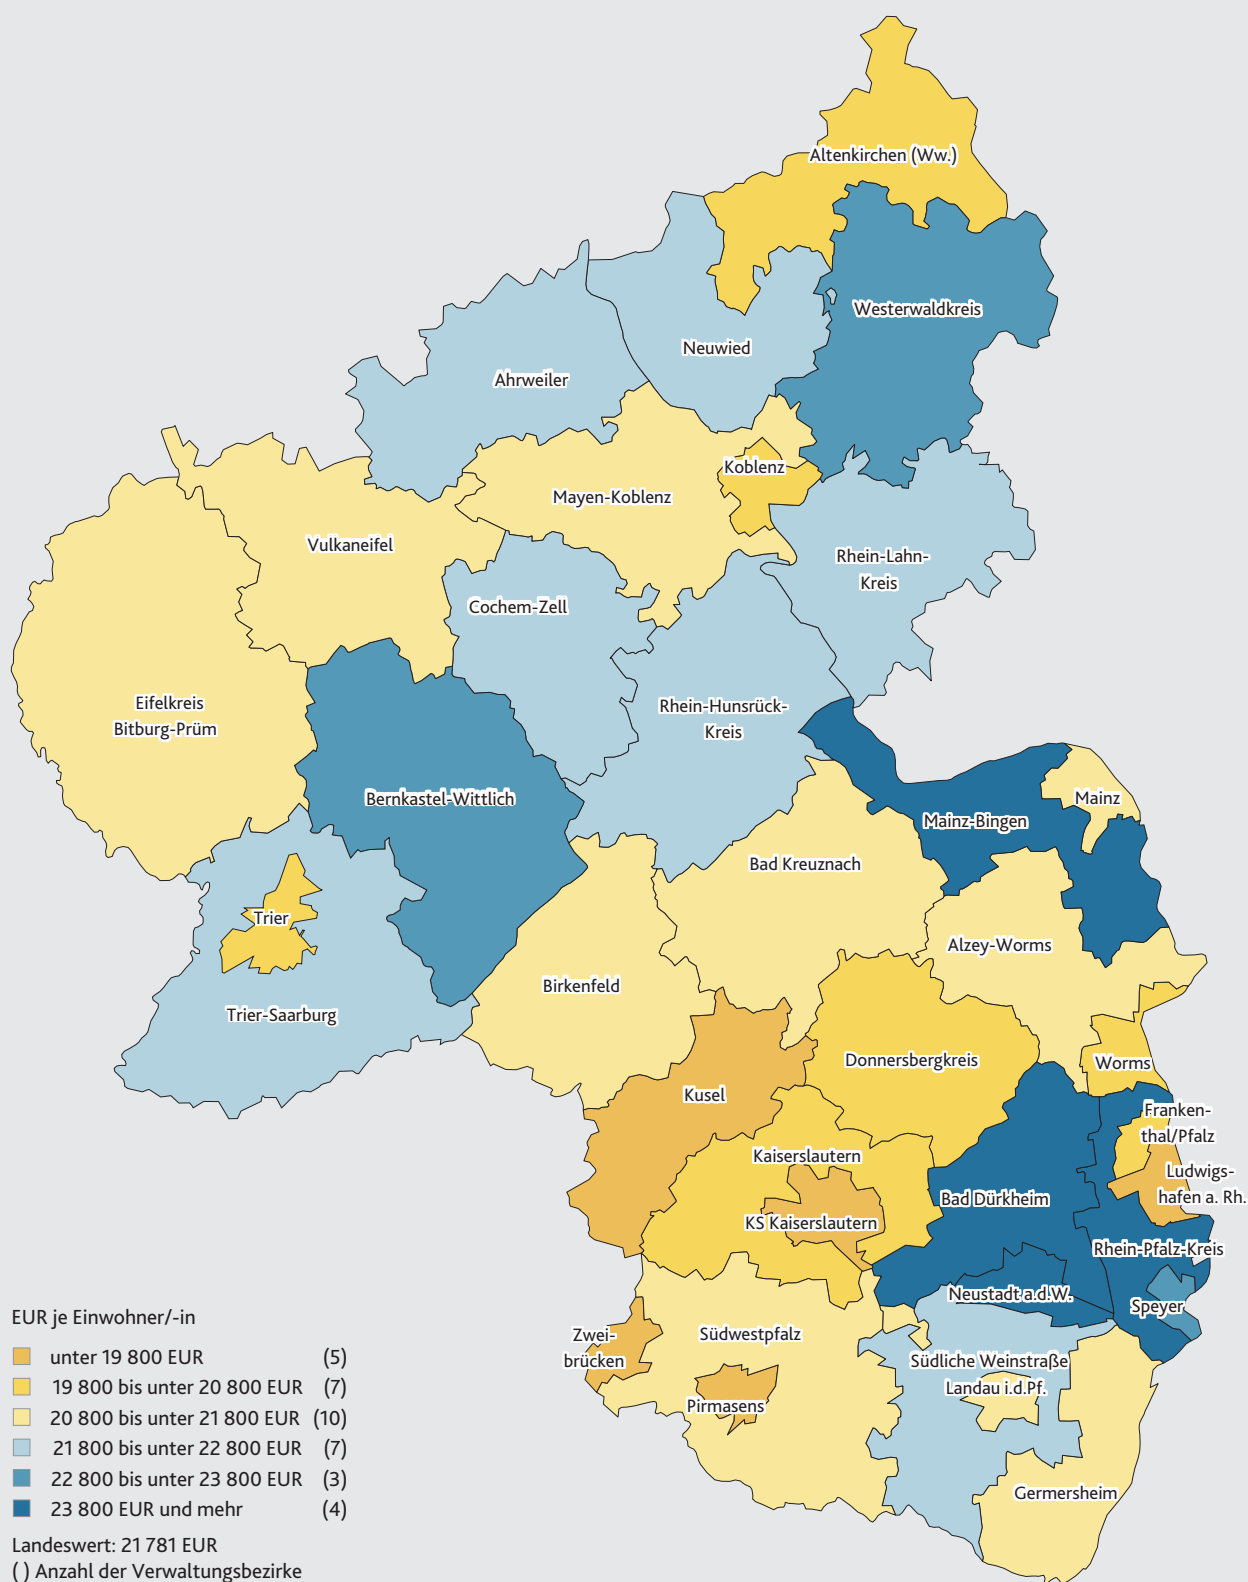 Altenkirchen (Ww.)
Westerwaldkreis
Neuwied
Ahrweiler
Koblenz
Mayen-Koblenz
Vulkaneifel
Rhein-Lahn-
Kreis
Cochem-Zell
Eifelkreis
Bitburg-Prüm
Rhein-Hunsrück-
Kreis
Bernkastel-Wittlich
Mainz
Mainz-Bingen
Bad Kreuznach
Trier
Alzey-Worms
Birkenfeld
Trier-Saarburg
Donnersbergkreis
Worms
Kusel
Franken-
thal/Pfalz
Kaiserslautern
Ludwigs-
hafen a. Rh.
Bad Dürkheim
KS Kaiserslautern
Rhein-Pfalz-Kreis
Neustadt a.d.W.
Speyer
Zwei-
brücken
Südwestpfalz
Südliche Weinstraße
Landau i.d.Pf.
Pirmasens
Germersheim
EUR je Einwohner/-in
unter 19 800 EUR (5)
19 800 bis unter 20 800 EUR (7)
20 800 bis unter 21 800 EUR (10)
21 800 bis unter 22 800 EUR (7)
22 800 bis unter 23 800 EUR (3)
23 800 EUR und mehr (4)
Landeswert: 21 781 EUR
( ) Anzahl der Verwaltungsbezirke